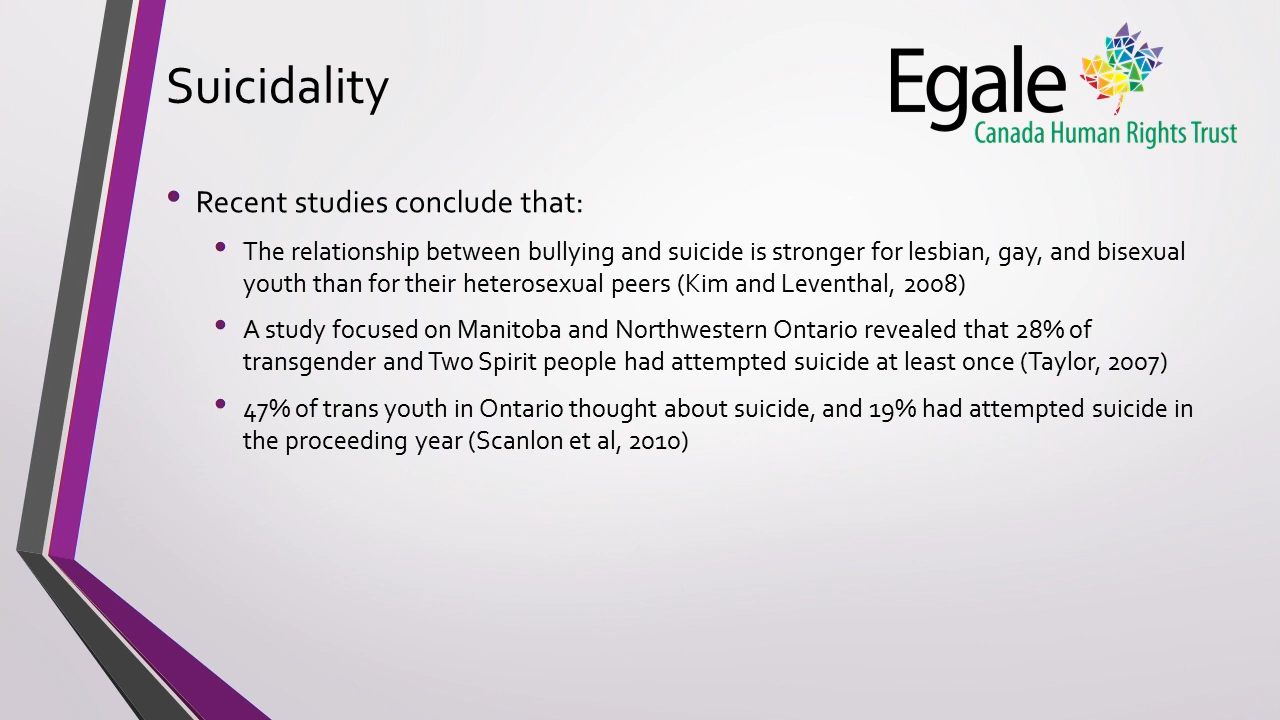 Suicidality
Egale
Canada Human Rights Trust
• Recent studies conclude that:
• The relationship between bullying and suicide is stronger for lesbian, gay, and bisexual
youth than for their heterosexual peers (Kim and Leventhal, 2008)
• A study focused on Manitoba and Northwestern Ontario revealed that 28% of
transgender and Two Spirit people had attempted suicide at least once (Taylor, 2007)
• 47% of trans youth in Ontario thought about suicide, and 19% had attempted suicide in
the proceeding year (Scanlon et al, 2010)